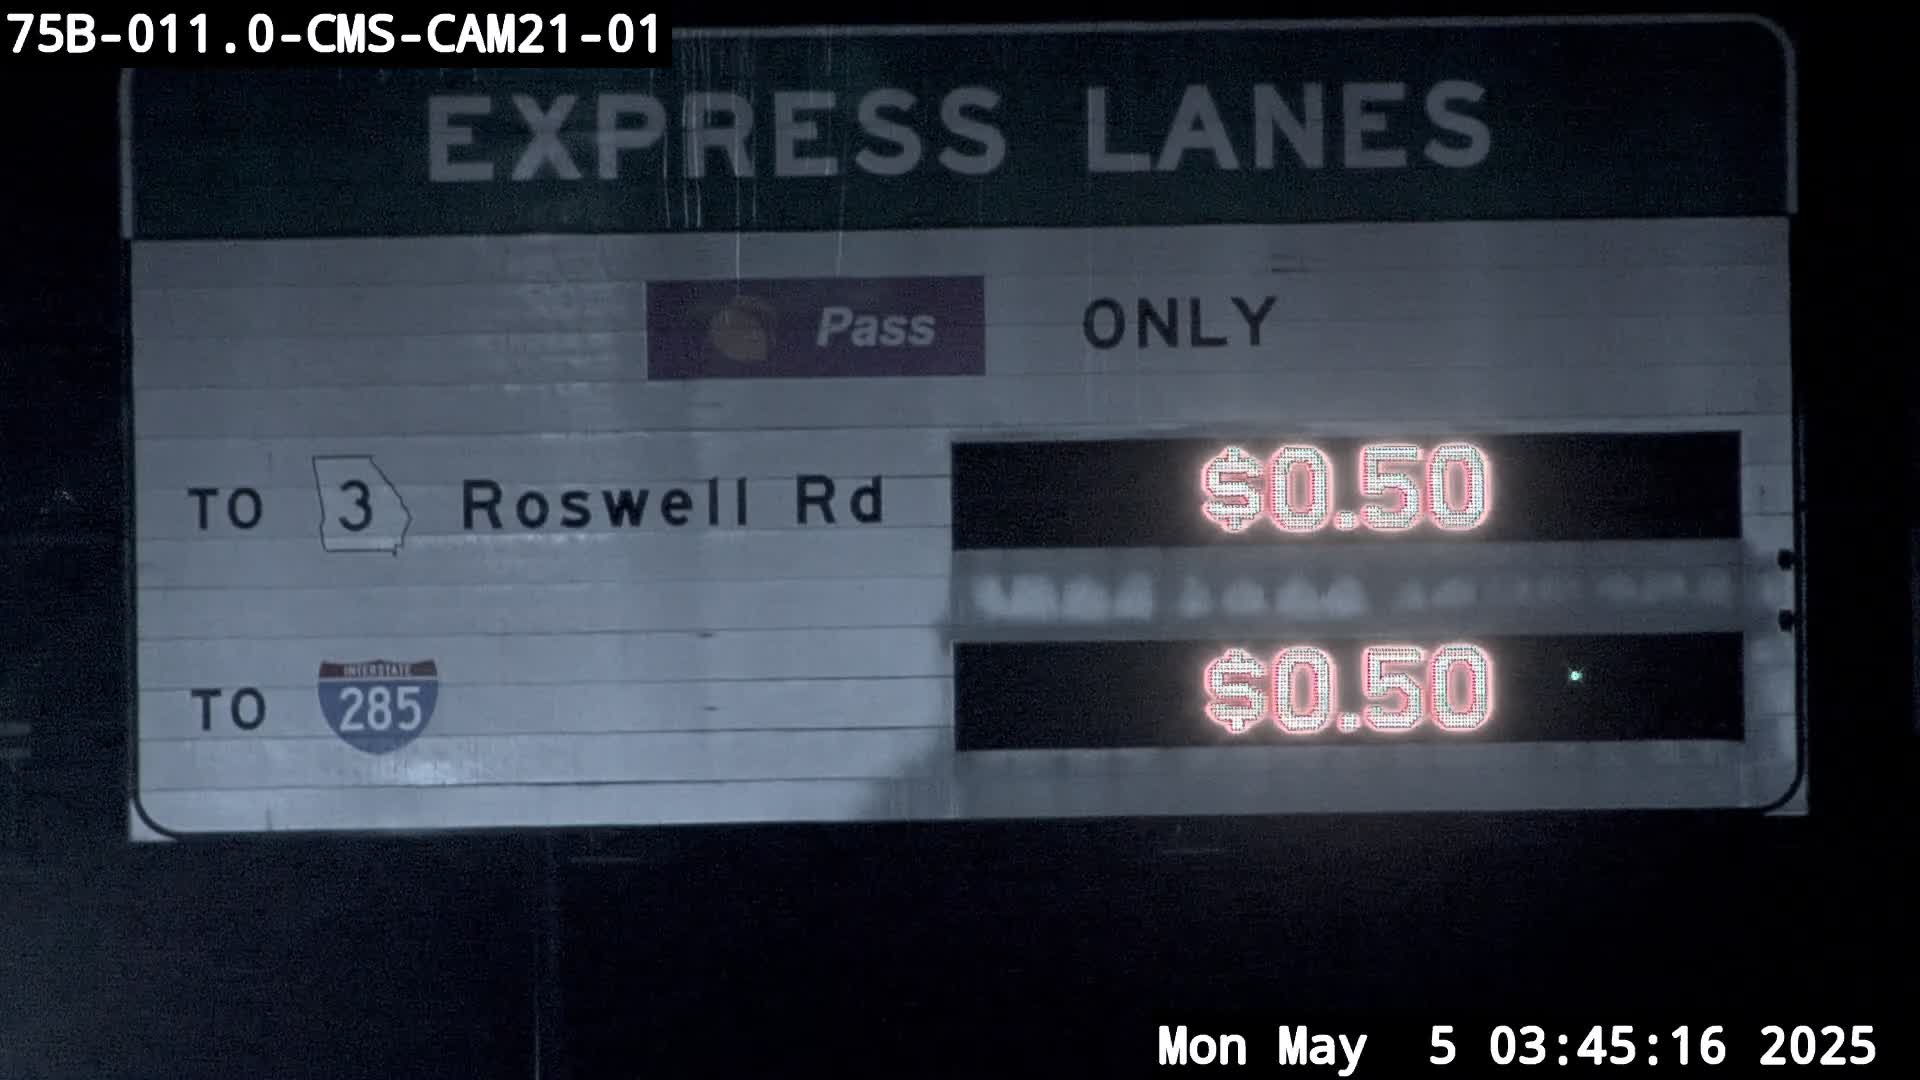 75B-011.0-CMS-CAM21-01
EXPRESS LANES
Pass ONLY
TO 3 Roswell Rd $0.50
INTERSTATE
TO 285 $0.50
Mon May 5 03:45:16 2025